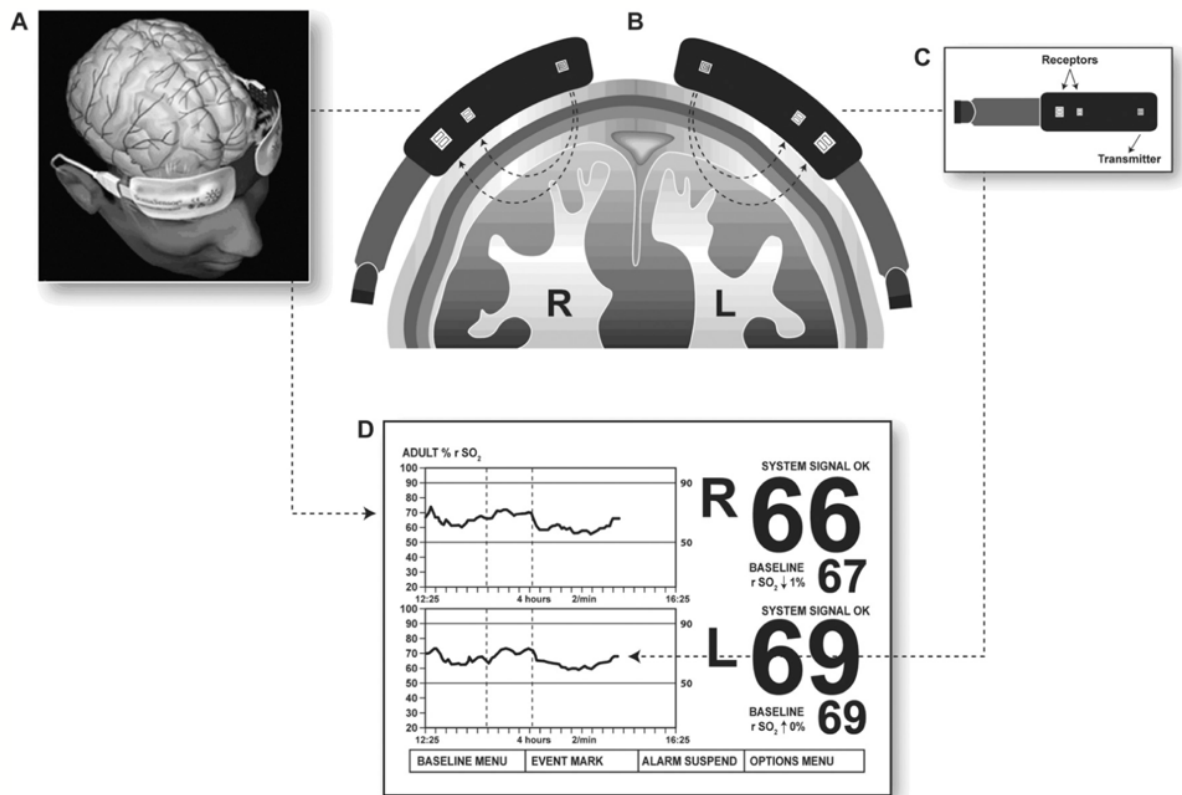 A
B
C
Receptors
Transmitter
R
L
D
ADULT % r SO₂
100
90
80
70
60
50
40
30
20
90
50
12:25
4 hours
2/min
16:25
R
SYSTEM SIGNAL OK
66
BASELINE
r SO₂ ↓ 1%
67
100
90
80
70
60
50
40
30
20
90
50
12:25
4 hours
2/min
16:25
L
SYSTEM SIGNAL OK
69
BASELINE
r SO₂ ↑ 0%
69
BASELINE MENU
EVENT MARK
ALARM SUSPEND
OPTIONS MENU